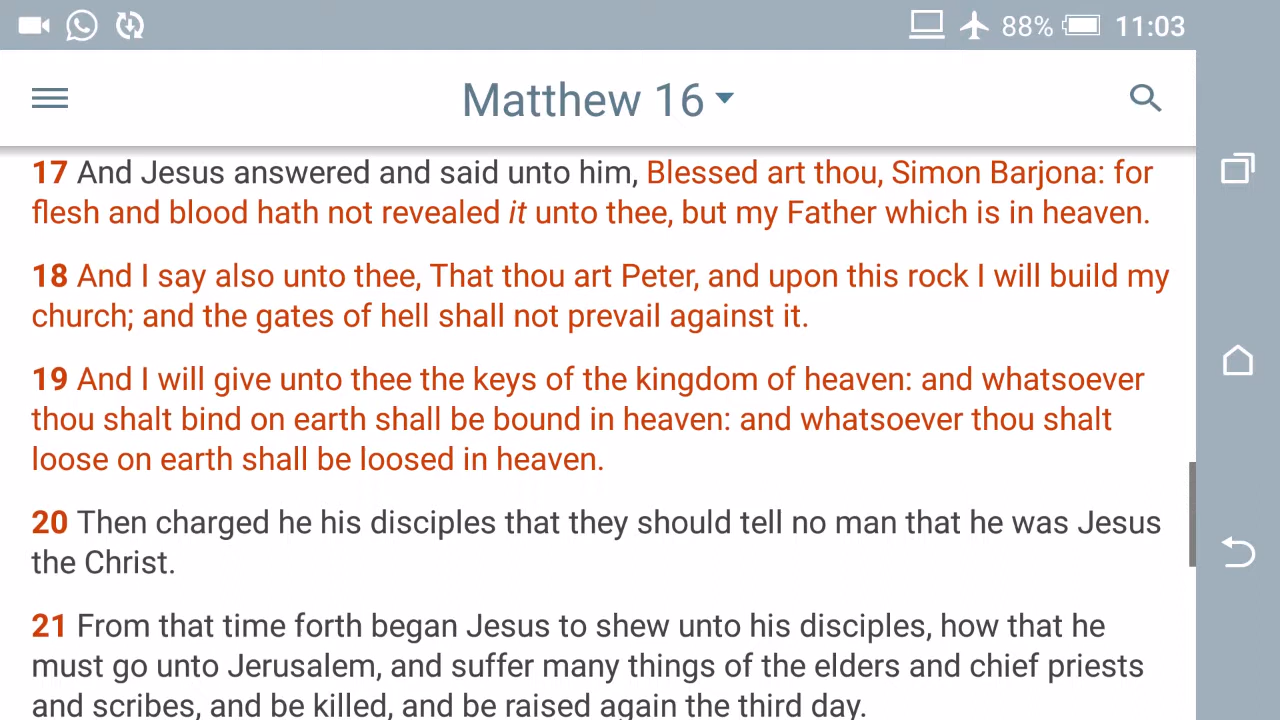 88% 11:03
Matthew 16
17 And Jesus answered and said unto him, Blessed art thou, Simon Barjona: for
flesh and blood hath not revealed it unto thee, but my Father which is in heaven.
18 And I say also unto thee, That thou art Peter, and upon this rock I will build my
church; and the gates of hell shall not prevail against it.
19 And I will give unto thee the keys of the kingdom of heaven: and whatsoever
thou shalt bind on earth shall be bound in heaven: and whatsoever thou shalt
loose on earth shall be loosed in heaven.
20 Then charged he his disciples that they should tell no man that he was Jesus
the Christ.
21 From that time forth began Jesus to shew unto his disciples, how that he
must go unto Jerusalem, and suffer many things of the elders and chief priests
and scribes, and be killed, and be raised again the third day.